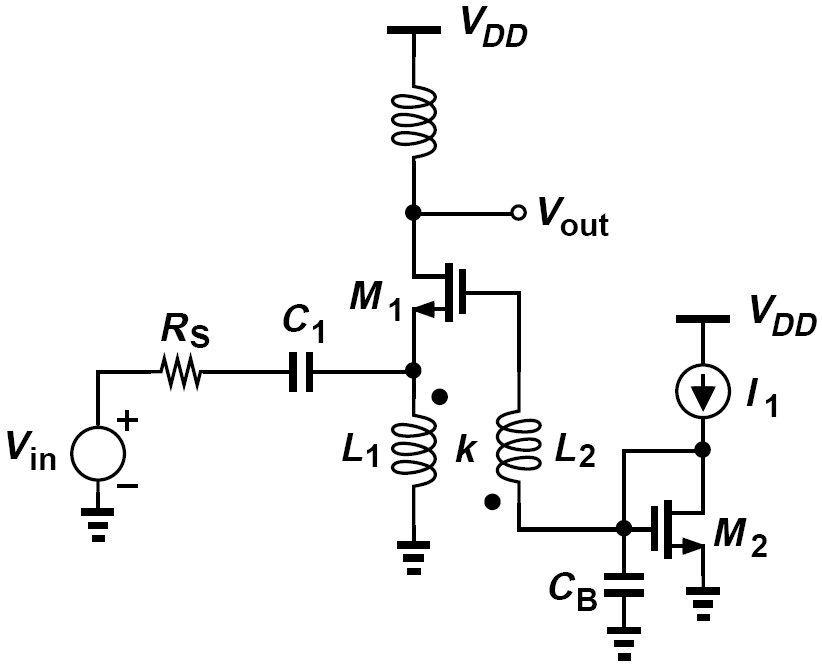 VDD
Vout
M1
VDD
RS
C1
I1
+
Vin
−
L1
k
L2
M2
CB